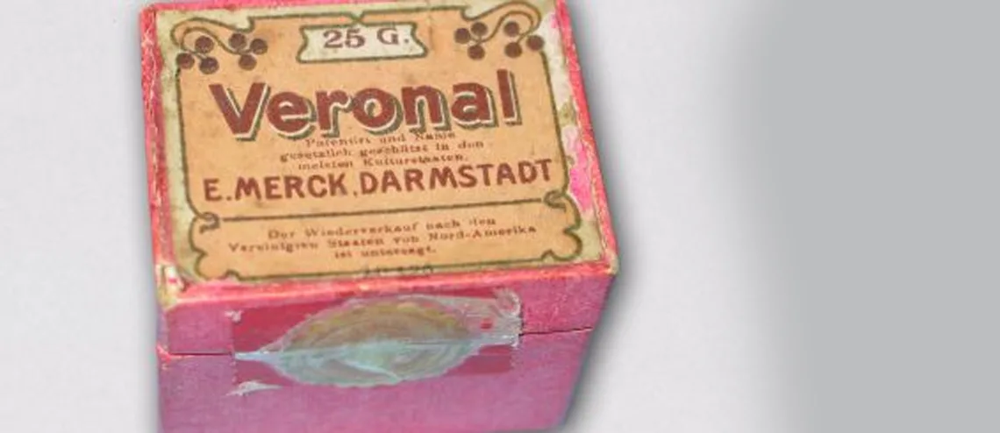 25 G.
Veronal
Patentirt und Name
gesetzlich geschützt in den
meisten Kulturstaaten.
E. MERCK, DARMSTADT
Der Wiederverkauf nach den
Vereinigten Staaten von Nord-Amerika
ist untersagt.